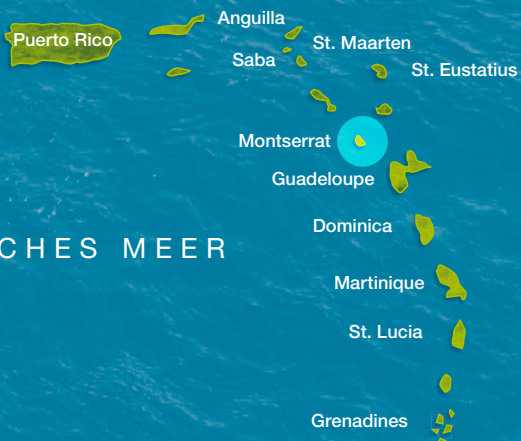 Anguilla
Puerto Rico
St. Maarten
Saba
St. Eustatius
Montserrat
Guadeloupe
Dominica
CHES MEER
Martinique
St. Lucia
Grenadines